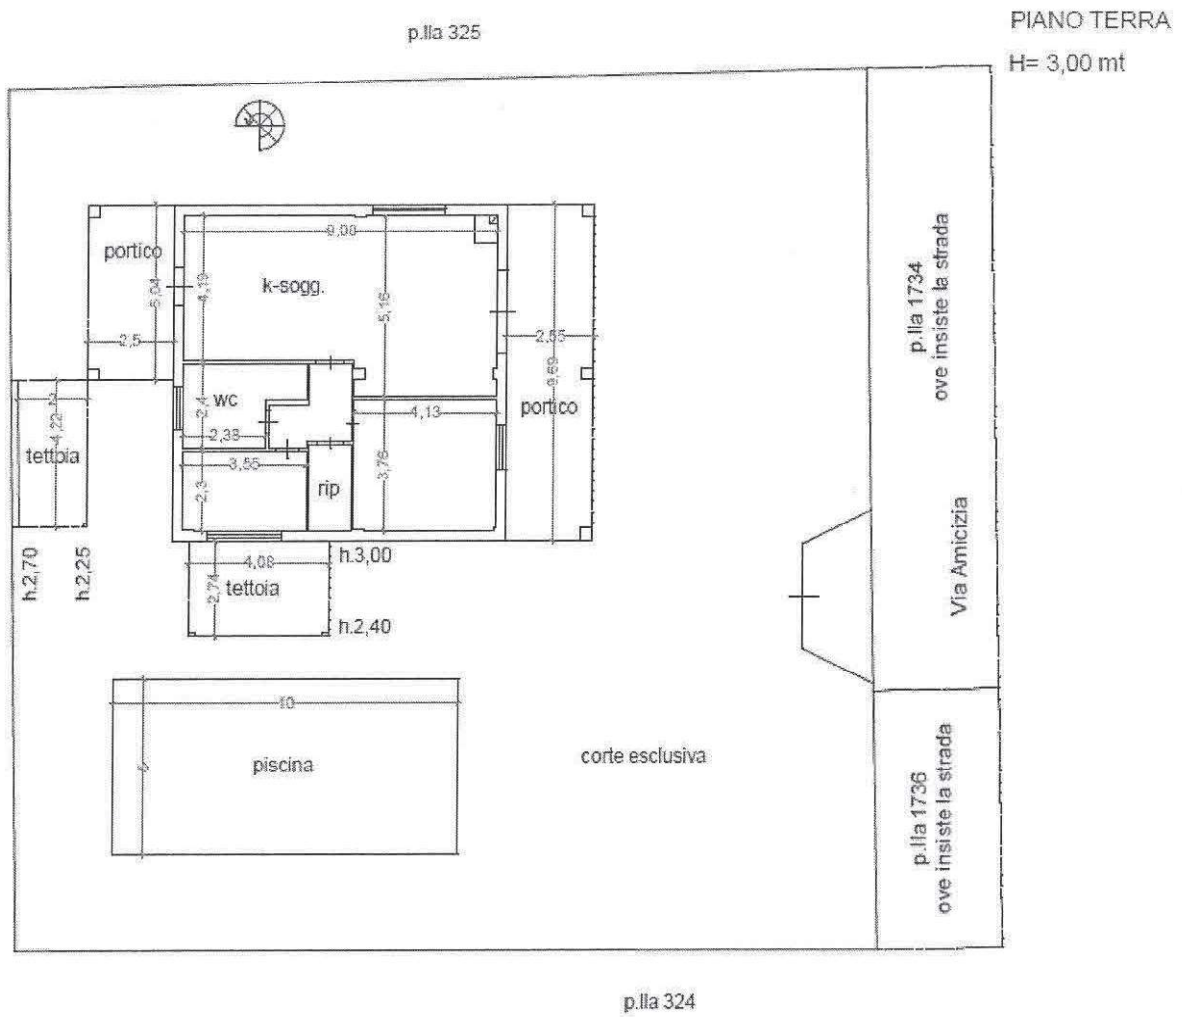 PIANO TERRA
H= 3,00 mt
p.lla 325
portico
5,04
2,5
9,08
4,19
k-sogg.
5,16
2,55
9,69
portico
p.lla 1734
ove insiste la strada
Via Amicizia
4,22
tettoia
wc
2,4
2,38
4,13
3,55
2,3
rip
3,76
h.2,70
h.2,25
4,08
h.3,00
2,74
tettoia
h.2,40
10
piscina
corte esclusiva
p.lla 1736
ove insiste la strada
p.lla 324